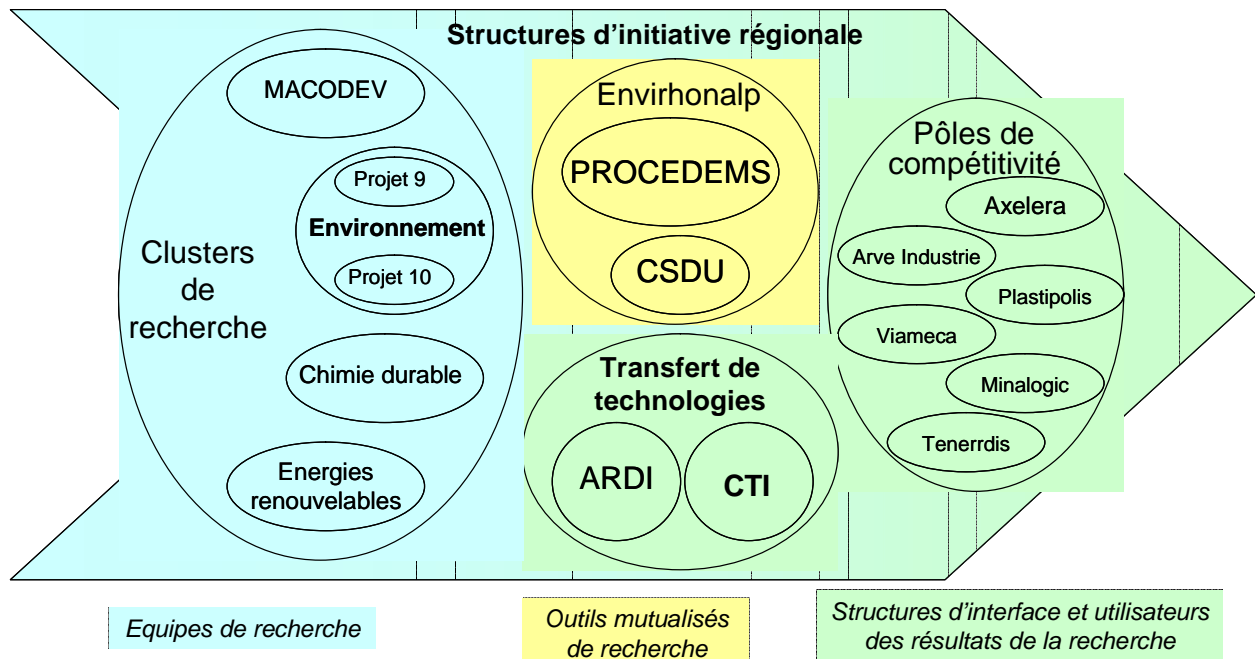 Structures d'initiative régionale
Clusters
de
recherche
MACODEV
Projet 9
Environnement
Projet 10
Chimie durable
Energies
renouvelables
Envirhonalp
PROCEDEMS
CSDU
Transfert de
technologies
ARDI
CTI
Pôles de
compétitivité
Axelera
Arve Industrie
Plastipolis
Viameca
Minalogic
Tenerrdis
Equipes de recherche
Outils mutualisés
de recherche
Structures d'interface et utilisateurs
des résultats de la recherche